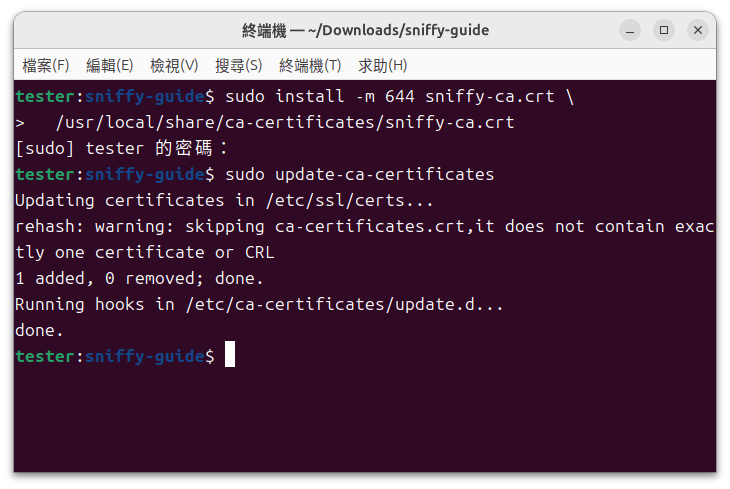 終端機 — ~/Downloads/sniffy-guide
檔案(F) 編輯(E) 檢視(V) 搜尋(S) 終端機(T) 求助(H)
tester:sniffy-guide$ sudo install -m 644 sniffy-ca.crt \
>   /usr/local/share/ca-certificates/sniffy-ca.crt
[sudo] tester 的密碼：
tester:sniffy-guide$ sudo update-ca-certificates
Updating certificates in /etc/ssl/certs...
rehash: warning: skipping ca-certificates.crt,it does not contain exac
tly one certificate or CRL
1 added, 0 removed; done.
Running hooks in /etc/ca-certificates/update.d...
done.
tester:sniffy-guide$